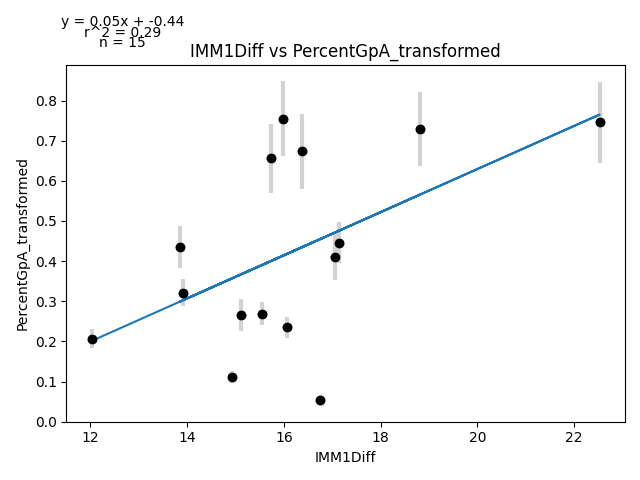 y = 0.05x + -0.44
r^2 = 0.29
n = 15
IMM1Diff vs PercentGpA_transformed
PercentGpA_transformed
0.8
0.7
0.6
0.5
0.4
0.3
0.2
0.1
0.0
12 14 16 18 20 22
IMM1Diff